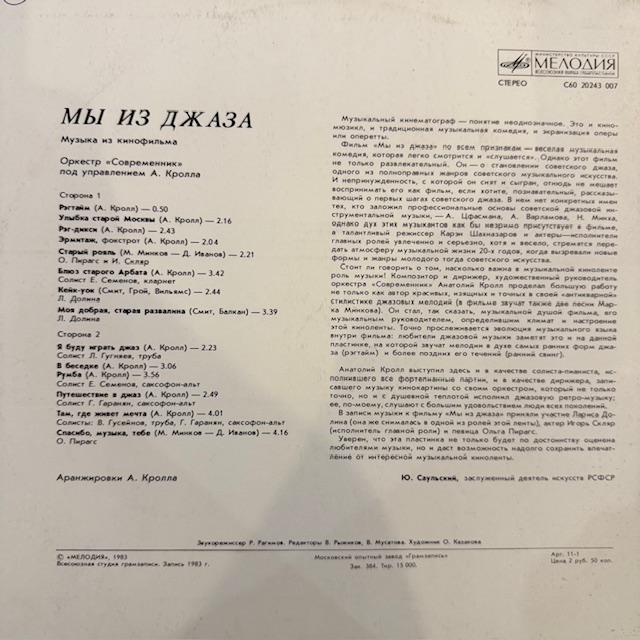 МИНИСТЕРСТВО КУЛЬТУРЫ СССР
МЕЛОДИЯ
ВСЕСОЮЗНАЯ ФИРМА ГРАМПЛАСТИНОК
СТЕРЕО С60 20243 007
МЫ ИЗ ДЖАЗА
Музыка из кинофильма
Оркестр «Современник»
под управлением А. Кролла
Сторона 1
Рэгтайм (А. Кролл) — 0.50
Улыбка старой Москвы (А. Кролл) — 2.16
Рэг-дикси (А. Кролл) — 2.43
Эрмитаж, фокстрот (А. Кролл) — 2.04
Старый рояль (М. Минков — Д. Иванов) — 2.21
О. Пирагс и И. Скляр
Блюз старого Арбата (А. Кролл) — 3.42
Солист Е. Семенов, кларнет
Кейк-уок (Смит, Грой, Вильямс) — 2.44
Л. Долина
Моя добрая, старая развалина (Смит, Балкан) — 3.39
Л. Долина
Сторона 2
Я буду играть джаз (А. Кролл) — 2.23
Солист Л. Гугняев, труба
В беседке (А. Кролл) — 3.06
Румба (А. Кролл) — 3.56
Солист Е. Семенов, саксофон-альт
Путешествие в джаз (А. Кролл) — 2.49
Солист Г. Гаранян, саксофон-альт
Там, где живет мечта (А. Кролл) — 4.01
Солисты: В. Гусейнов, труба, Г. Гаранян, саксофон-альт
Спасибо, музыка, тебе (М. Минков — Д. Иванов) — 4.16
О. Пирагс
Аранжировки А. Кролла
Музыкальный кинематограф — понятие неоднозначное. Это и кино-
мюзикл, и традиционная музыкальная комедия, и экранизация оперы
или оперетты.
Фильм «Мы из джаза» по всем признакам — веселая музыкальная
комедия, которая легко смотрится и «слушается». Однако этот фильм
не только развлекательный. Он — о становлении советского джаза,
одного из полноправных жанров советского музыкального искусства.
И непринужденность, с которой он снят и сыгран, отнюдь не мешает
воспринимать его как фильм, если хотите, познавательный, рассказы-
вающий о первых шагах советского джаза. В нем нет конкретных имен
тех, кто заложил профессиональные основы советской джазовой ин-
струментальной музыки, — А. Цфасмана, А. Варламова, Н. Минха,
однако дух этих музыкантов как бы незримо присутствует в фильме,
а талантливый режиссер Карэн Шахназаров и актеры — исполнители
главных ролей увлеченно и серьезно, хотя и весело, стремятся пере-
дать атмосферу музыкальной жизни 20-х годов, когда вызревали новые
формы и жанры молодого тогда советского искусства.
Стоит ли говорить о том, насколько важна в музыкальной киноленте
роль музыки! Композитор и дирижер, художественный руководитель
оркестра «Современник» Анатолий Кролл проделал большую работу
не только как автор красивых, изящных и точных в своей «антикварной»
стилистике джазовых мелодий (в фильме звучат также две песни Мар-
ка Минкова). Он стал, так сказать, музыкальной душой фильма, его
музыкальным руководителем, определившим климат и настроение
этой киноленты. Точно прослеживается эволюция музыкального языка
внутри фильма: любители джазовой музыки заметят это и на данной
пластинке, на которой звучат мелодии в духе самых ранних форм джа-
за (рэгтайм) и более поздних его течений (ранний свинг).
Анатолий Кролл выступил здесь и в качестве солиста-пианиста, ис-
полнившего все фортепианные партии, и в качестве дирижера, запи-
савшего музыку кинокартины со своим оркестром, который не только
точно, но и с душевной теплотой исполнил джазовую ретро-музыку;
ее, по-моему, слушают с большим удовольствием люди всех поколений.
В записи музыки к фильму «Мы из джаза» приняли участие Лариса До-
лина (она же снималась в одной из ролей этой ленты), актер Игорь Скляр
(исполнитель главной роли) и певица Ольга Пирагс.
Уверен, что эта пластинка не только будет по достоинству оценена
любителями музыки, но и даст возможность надолго сохранить впечат-
ление от интересной музыкальной киноленты.
Ю. Саульский, заслуженный деятель искусств РСФСР
Звукорежиссер Р. Рагимов. Редакторы В. Рыжиков, В. Мусатова. Художник О. Казакова
© «МЕЛОДИЯ», 1983
Всесоюзная студия грамзаписи. Запись 1983 г.
Московский опытный завод «Грамзапись»
Зак. 384. Тир. 15 000.
Арт. 11-1
Цена 2 руб. 50 коп.